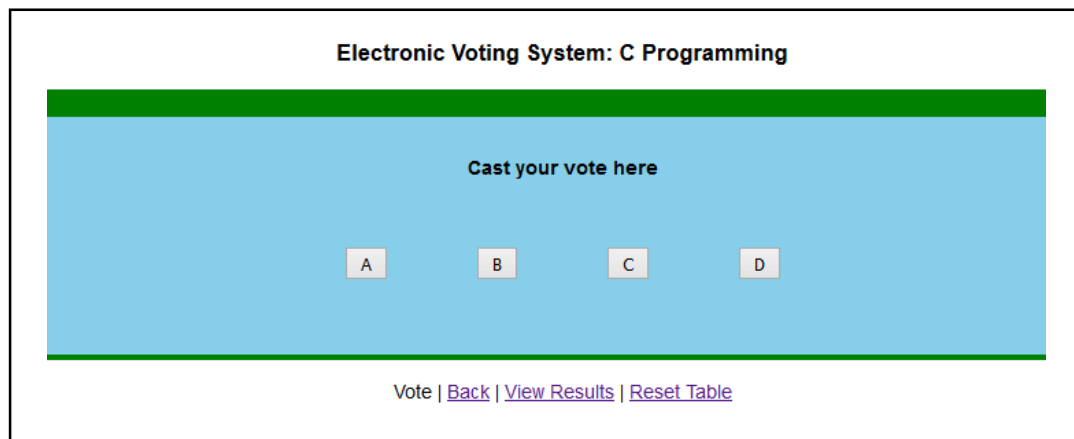 Electronic Voting System: C Programming
Cast your vote here
A B C D
Vote | Back | View Results | Reset Table